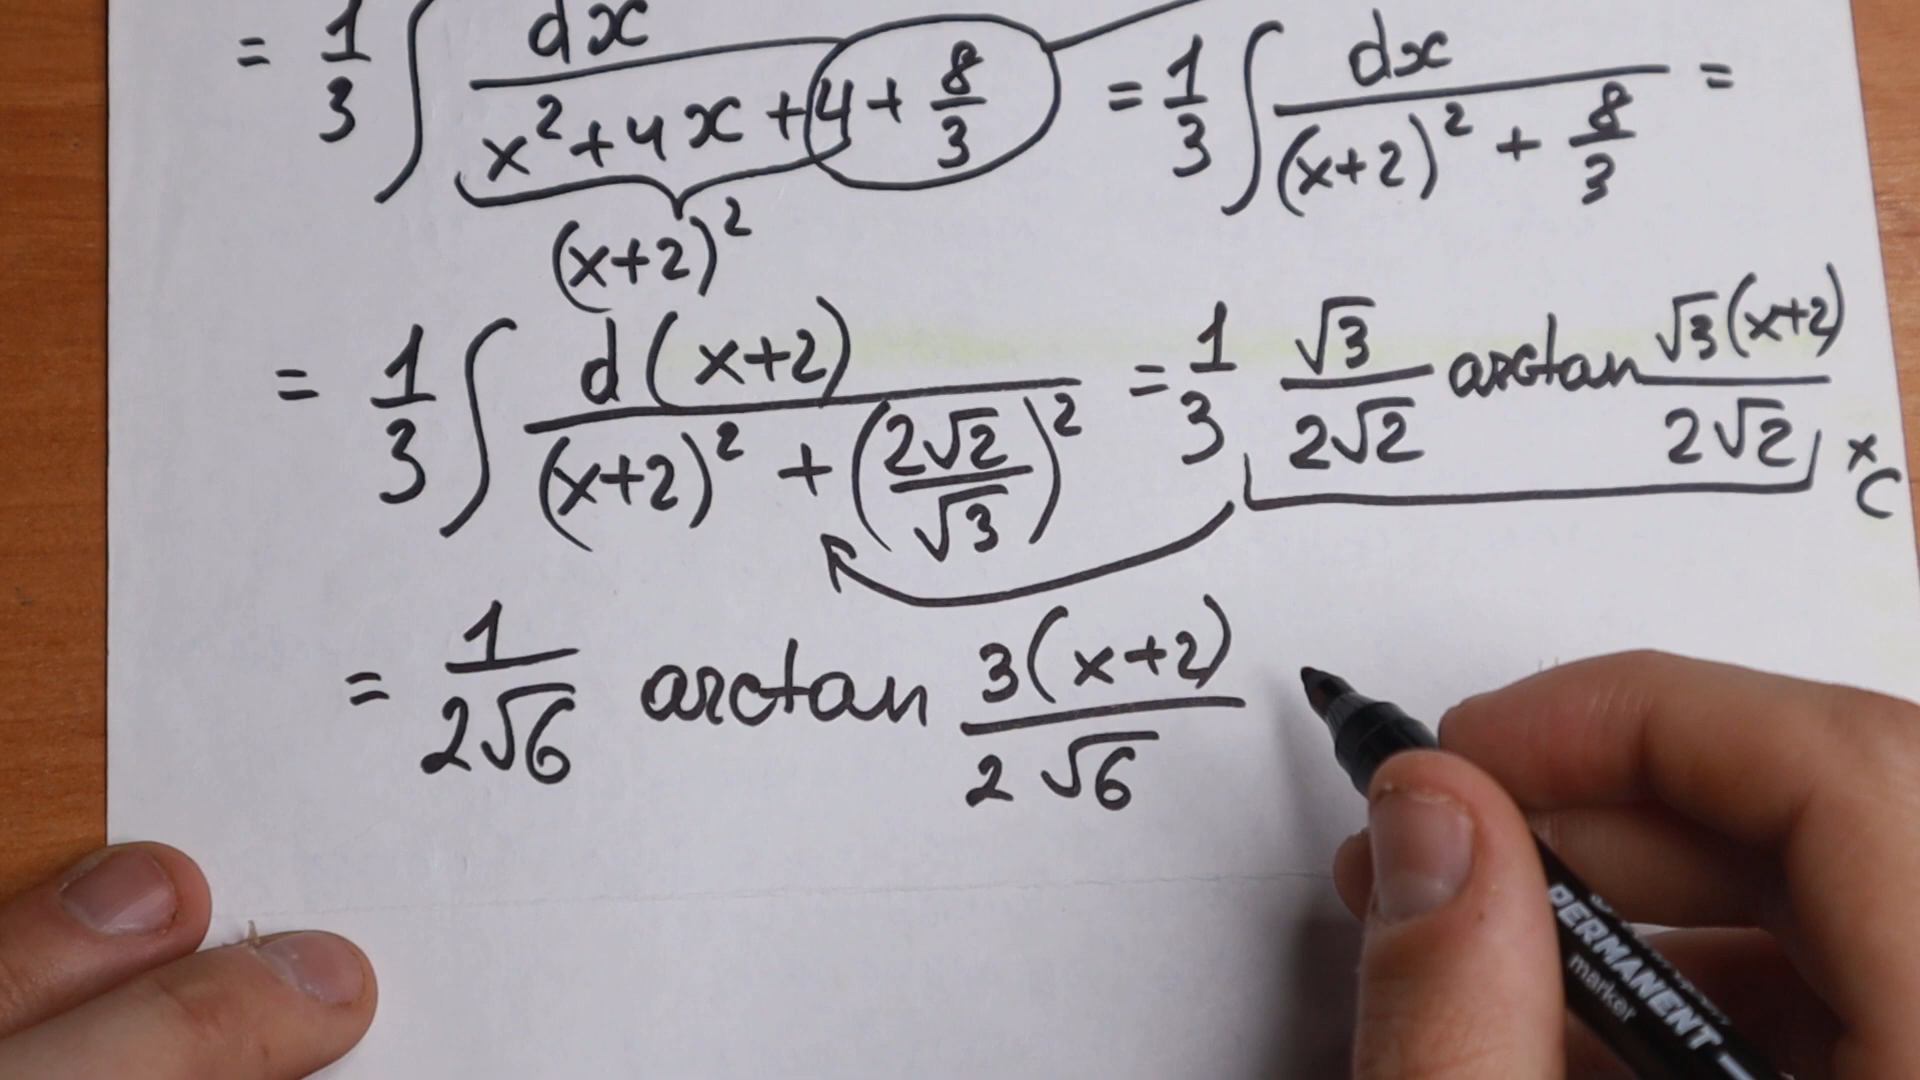 = 1/3 ∫ dx/(x² + 4x + 4 + 8/3) = 1/3 ∫ dx/((x+2)² + 8/3) =
(x+2)²
= 1/3 ∫ d(x+2)/((x+2)² + (2√2/√3)²) = 1/3 √3/(2√2) arctan √3(x+2)/(2√2) + C
= 1/(2√6) arctan 3(x+2)/(2√6)
PERMANENT
marker